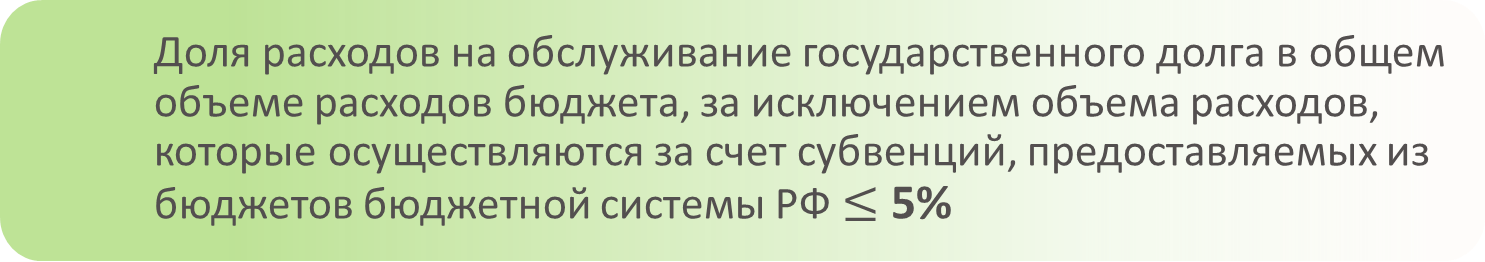 Доля расходов на обслуживание государственного долга в общем
объеме расходов бюджета, за исключением объема расходов,
которые осуществляются за счет субвенций, предоставляемых из
бюджетов бюджетной системы РФ ≤ 5%